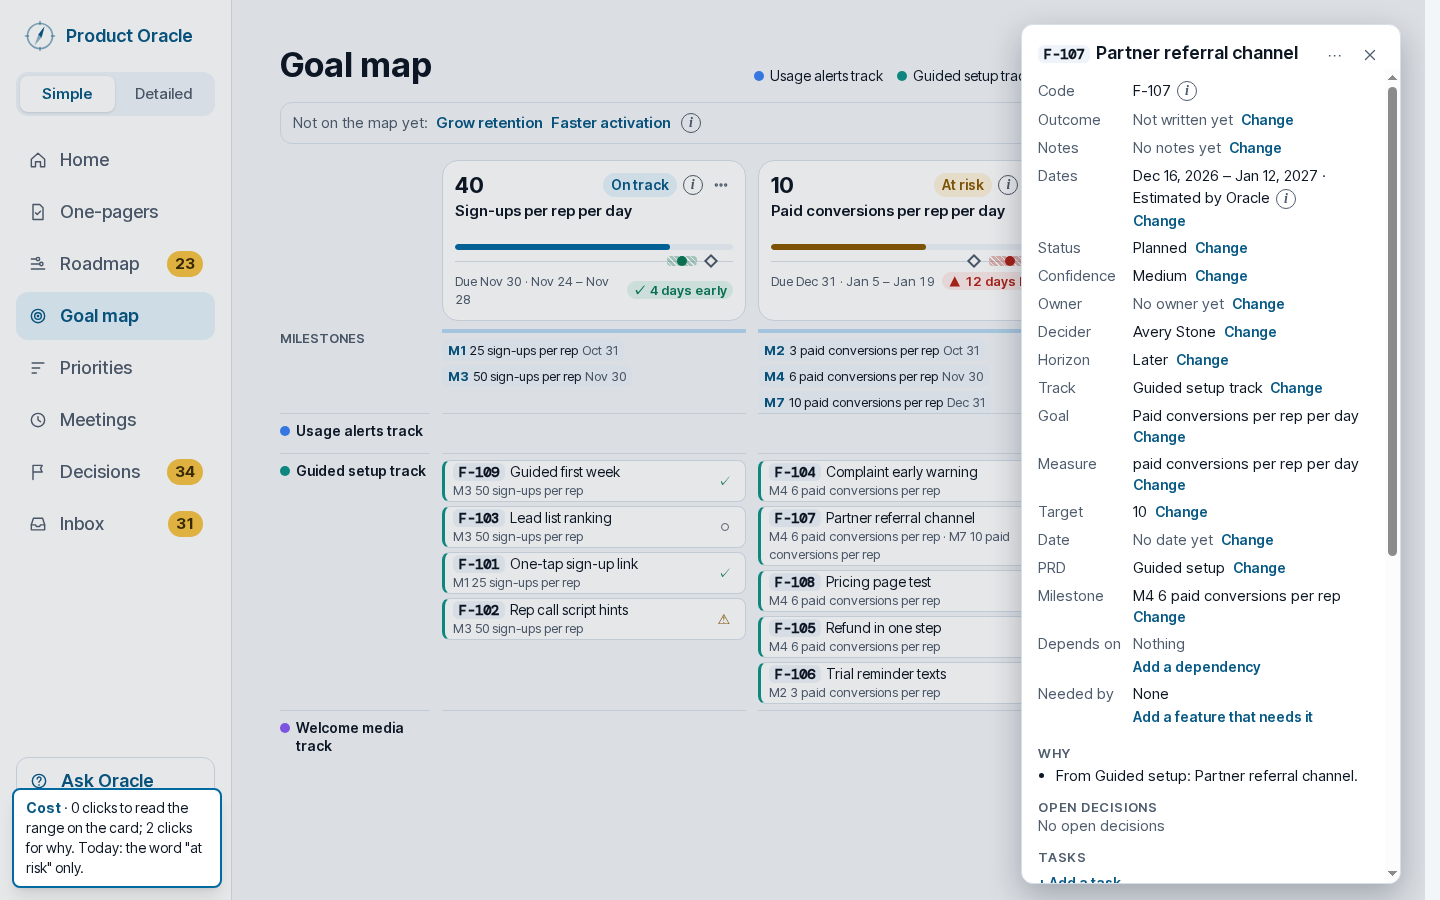 Product Oracle
Simple
Detailed
Home
One-pagers
Roadmap
23
Goal map
Priorities
Meetings
Decisions
34
Inbox
31
Ask Oracle
Cost · 0 clicks to read the
range on the card; 2 clicks
for why. Today: the word "at
risk" only.
Goal map
Usage alerts track
Guided setup
Not on the map yet: Grow retention Faster activation i
40
On track i
Sign-ups per rep per day
Due Nov 30 · Nov 24 – Nov
28
✓ 4 days early
10
At risk i
Paid conversions per rep per day
Due Dec 31 · Jan 5 – Jan 19
▲ 12 days
MILESTONES
M1 25 sign-ups per rep Oct 31
M3 50 sign-ups per rep Nov 30
M2 3 paid conversions per rep Oct 31
M4 6 paid conversions per rep Nov 30
M7 10 paid conversions per rep Dec 31
Usage alerts track
Guided setup track
F-109 Guided first week
M3 50 sign-ups per rep
F-103 Lead list ranking
M3 50 sign-ups per rep
F-101 One-tap sign-up link
M1 25 sign-ups per rep
F-102 Rep call script hints
M3 50 sign-ups per rep
F-104 Complaint early warning
M4 6 paid conversions per rep
F-107 Partner referral channel
M4 6 paid conversions per rep · M7 10 paid
conversions per rep
F-108 Pricing page test
M4 6 paid conversions per rep
F-105 Refund in one step
M4 6 paid conversions per rep
F-106 Trial reminder texts
M2 3 paid conversions per rep
Welcome media
track
F-107 Partner referral channel
Code F-107 i
Outcome Not written yet Change
Notes No notes yet Change
Dates Dec 16, 2026 – Jan 12, 2027 ·
Estimated by Oracle i
Change
Status Planned Change
Confidence Medium Change
Owner No owner yet Change
Decider Avery Stone Change
Horizon Later Change
Track Guided setup track Change
Goal Paid conversions per rep per day
Change
Measure paid conversions per rep per day
Change
Target 10 Change
Date No date yet Change
PRD Guided setup Change
Milestone M4 6 paid conversions per rep
Change
Depends on Nothing
Add a dependency
Needed by None
Add a feature that needs it
WHY
• From Guided setup: Partner referral channel.
OPEN DECISIONS
No open decisions
TASKS
+ Add a task